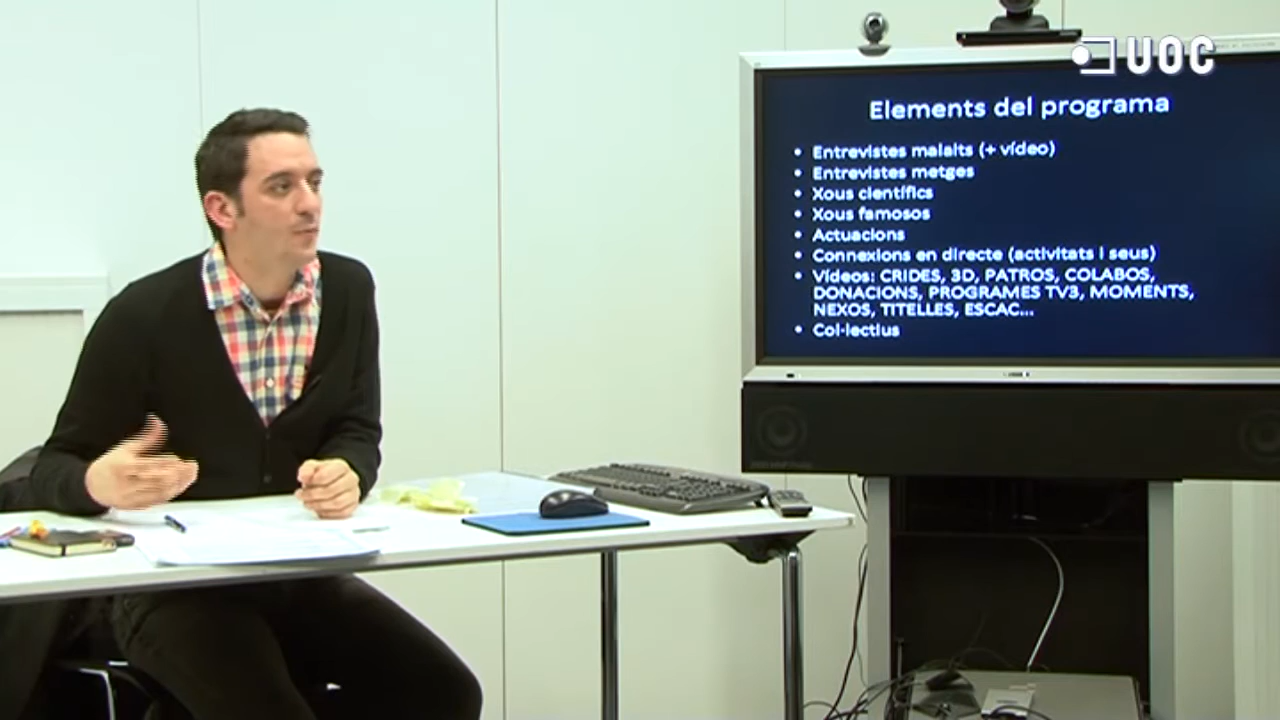 UOC
Elements del programa
• Entrevistes malalts (+ vídeo)
• Entrevistes metges
• Xous científics
• Xous famosos
• Actuacions
• Connexions en directe (activitats i seus)
• Vídeos: CRIDES, 3D, PATROS, COLABOS,
DONACIONS, PROGRAMES TV3, MOMENTS,
NEXOS, TITELLES, ESCAC...
• Col·lectius